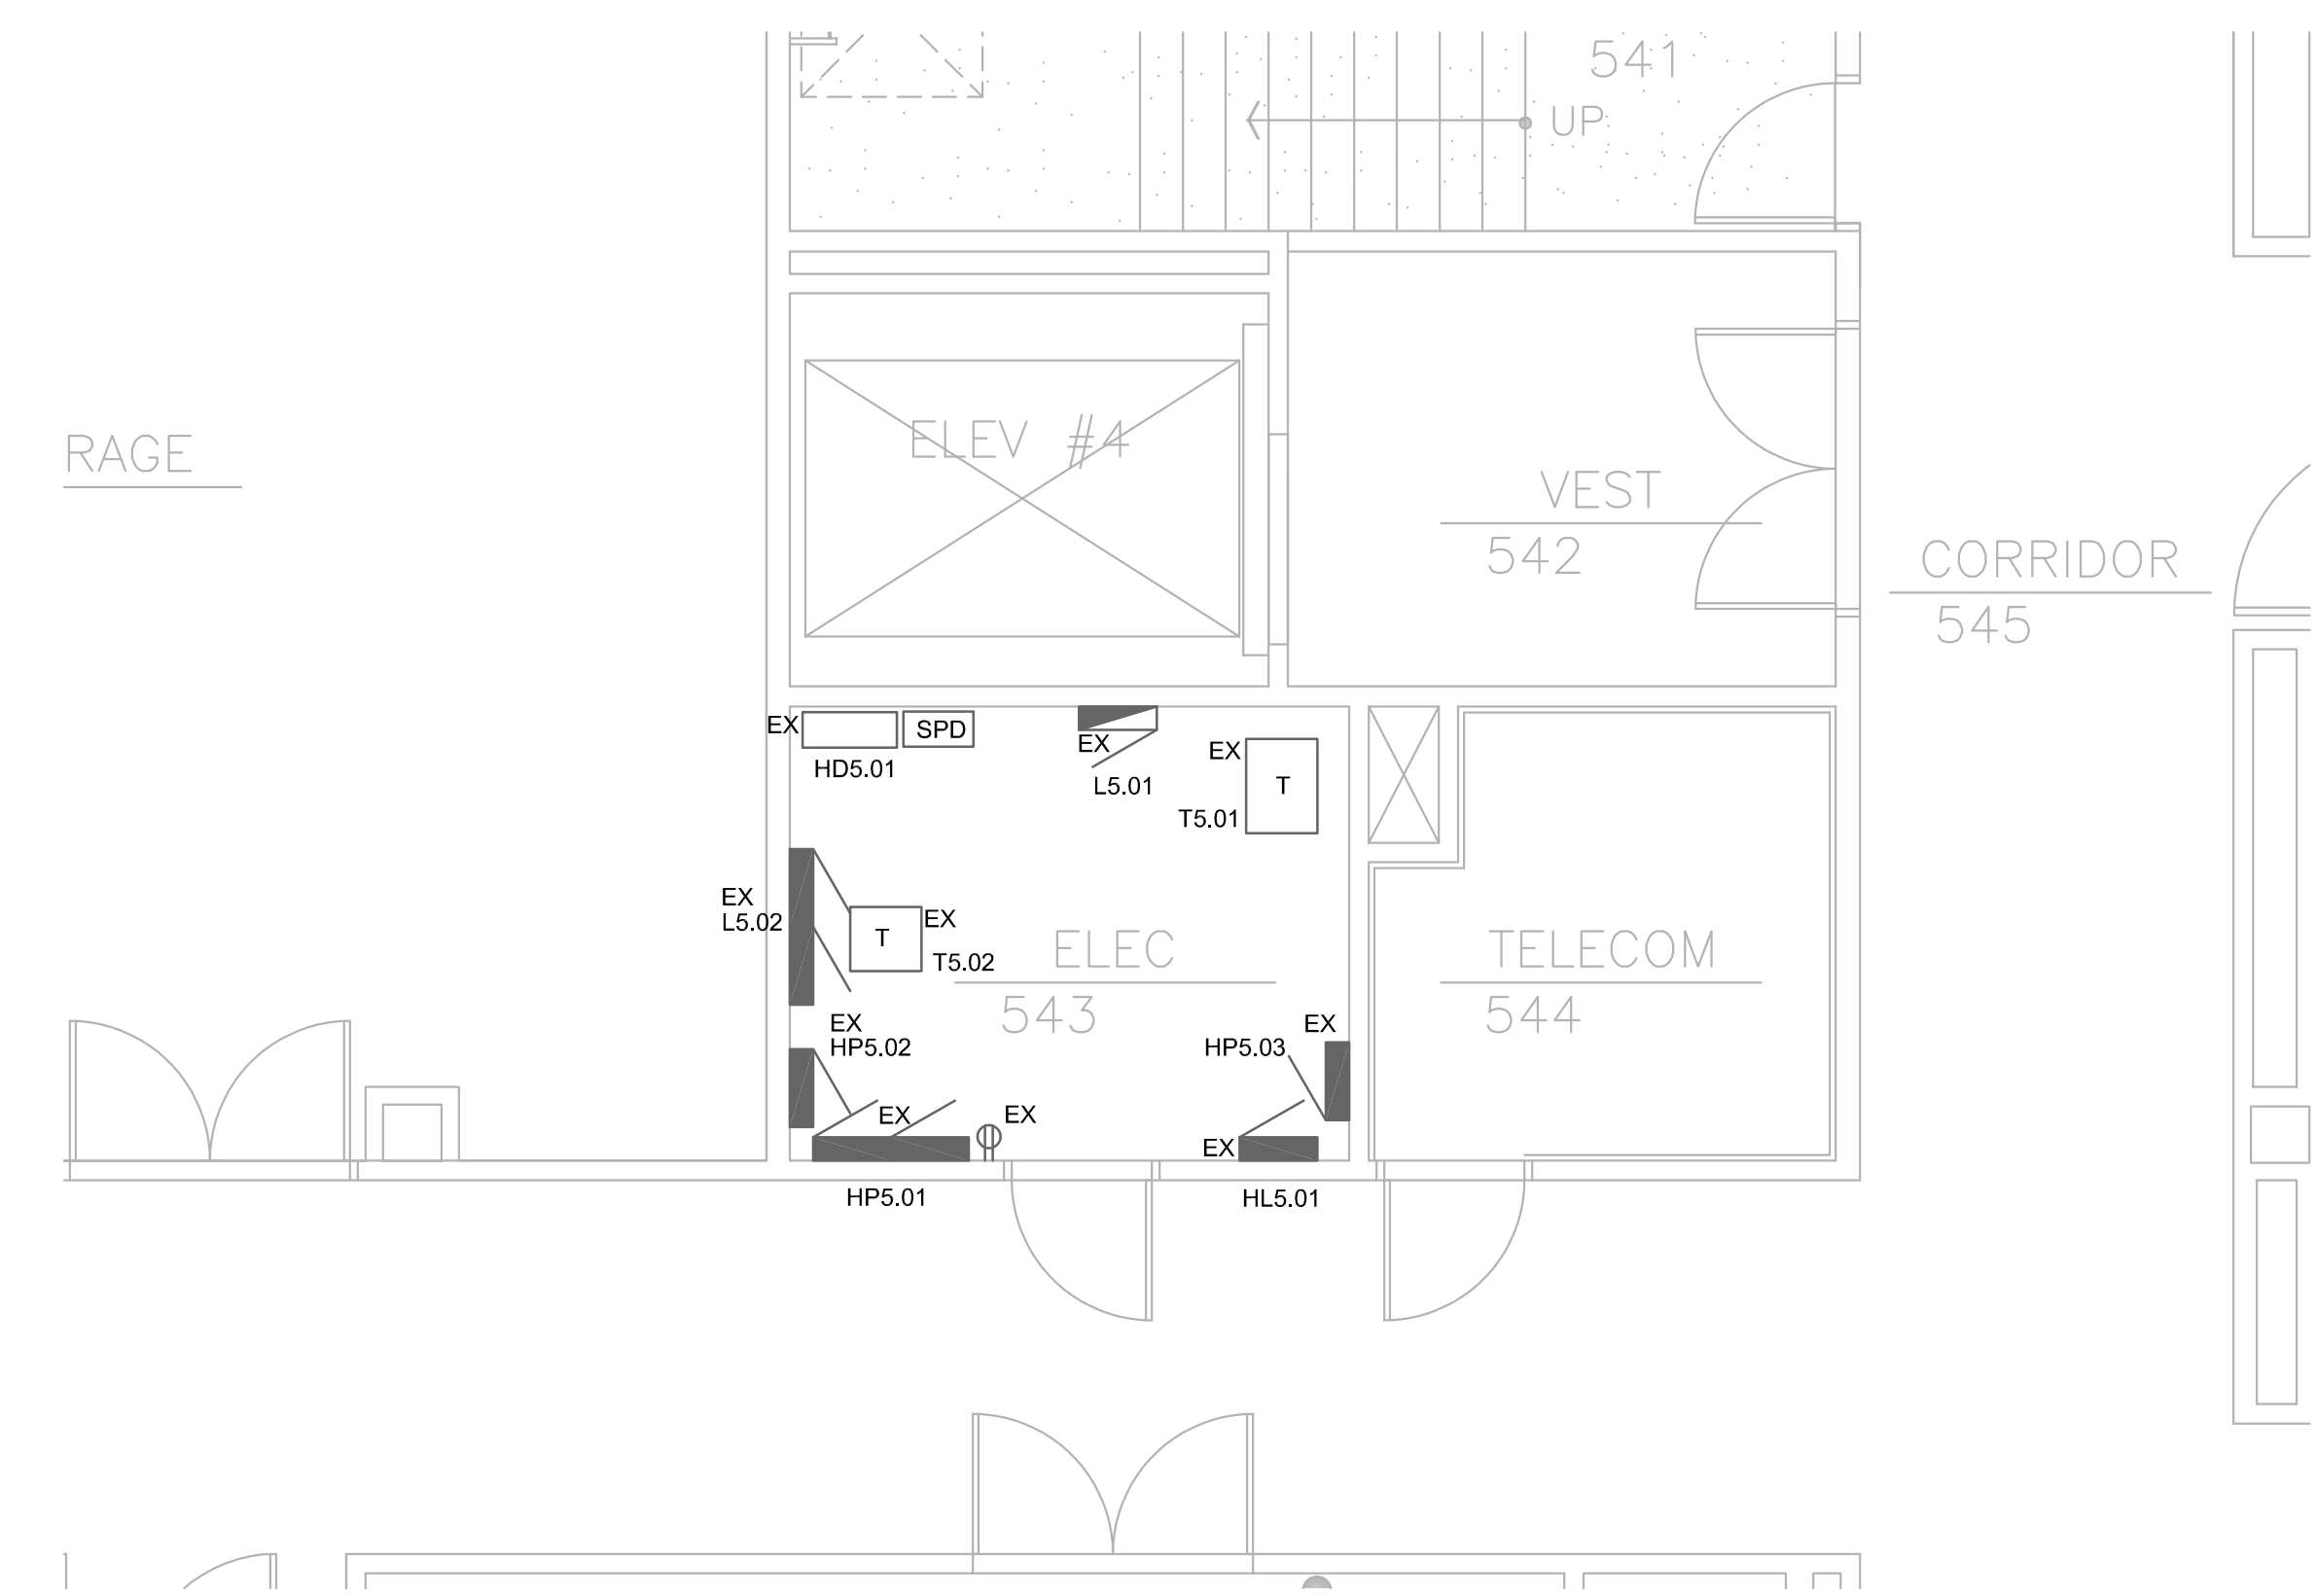 541
UP
RAGE
ELEV #4
VEST
542
CORRIDOR
545
EX
SPD
HD5.01
EX
L5.01
EX
T
T5.01
EX
L5.02
T
EX
T5.02
ELEC
543
TELECOM
544
EX
HP5.02
EX
HP5.03
EX
EX
EX
HP5.01
HL5.01